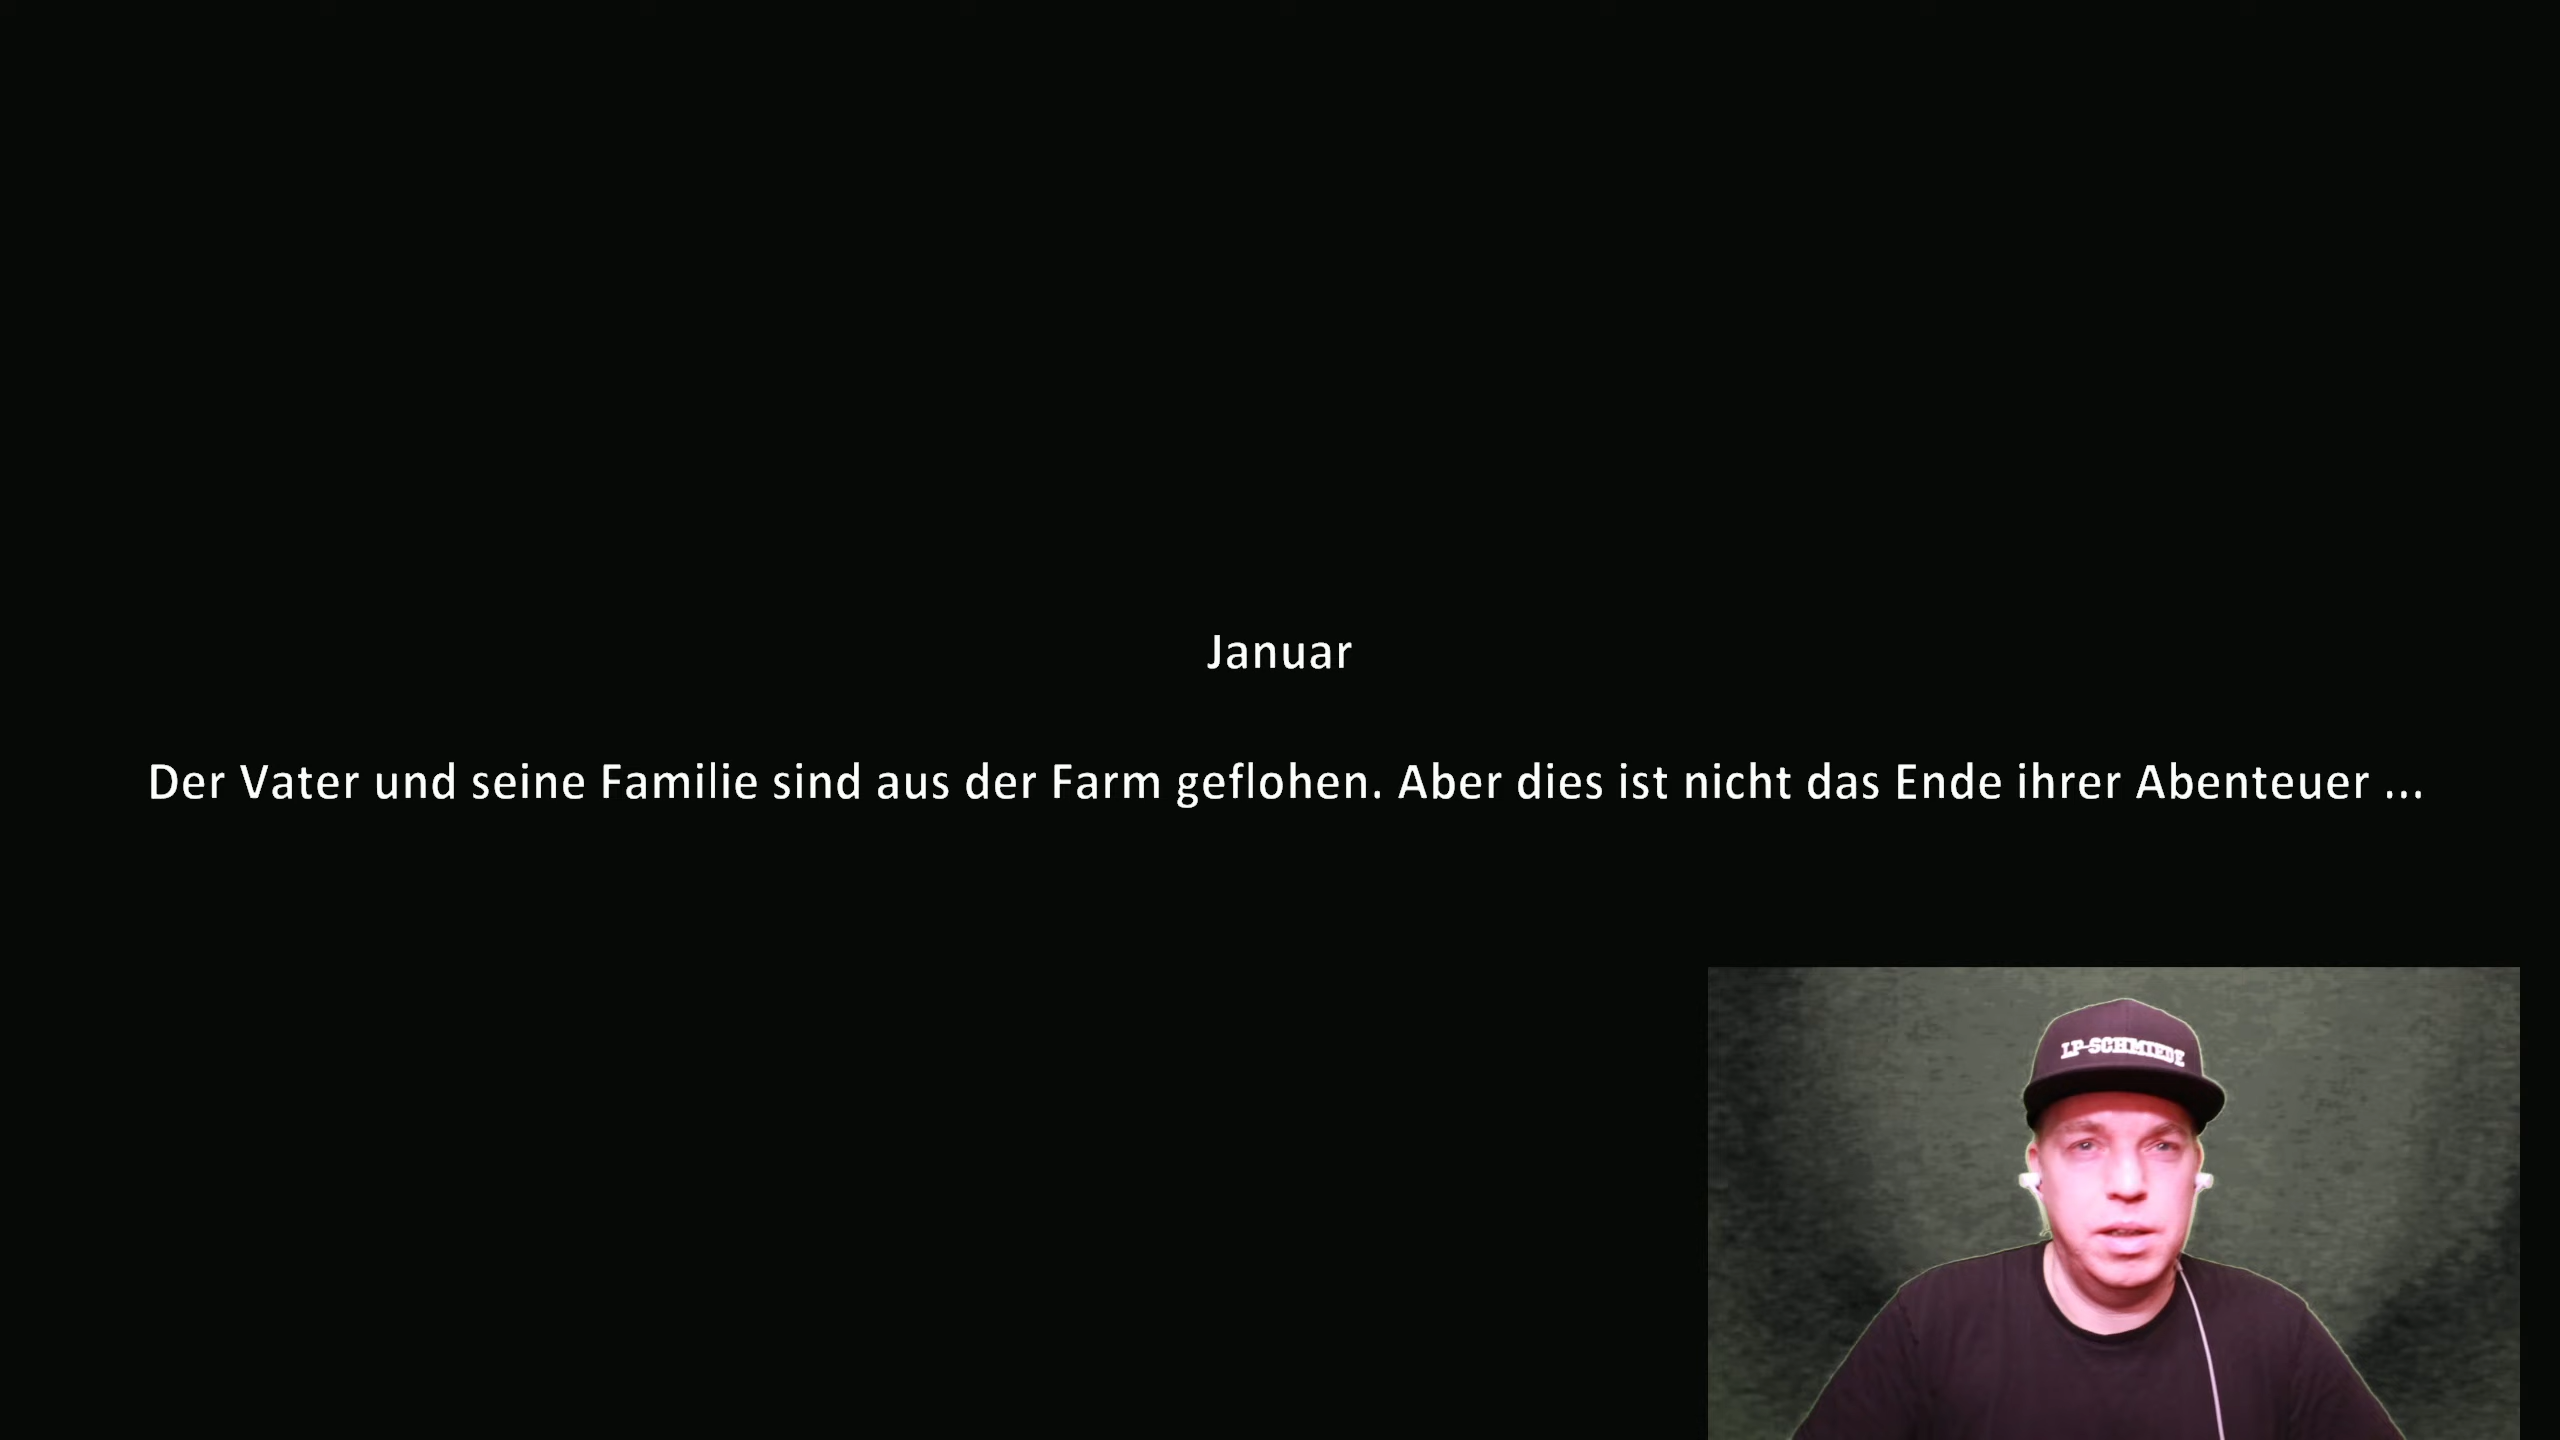 Januar
Der Vater und seine Familie sind aus der Farm geflohen. Aber dies ist nicht das Ende ihrer Abenteuer ...
LP-SCHMIEDE